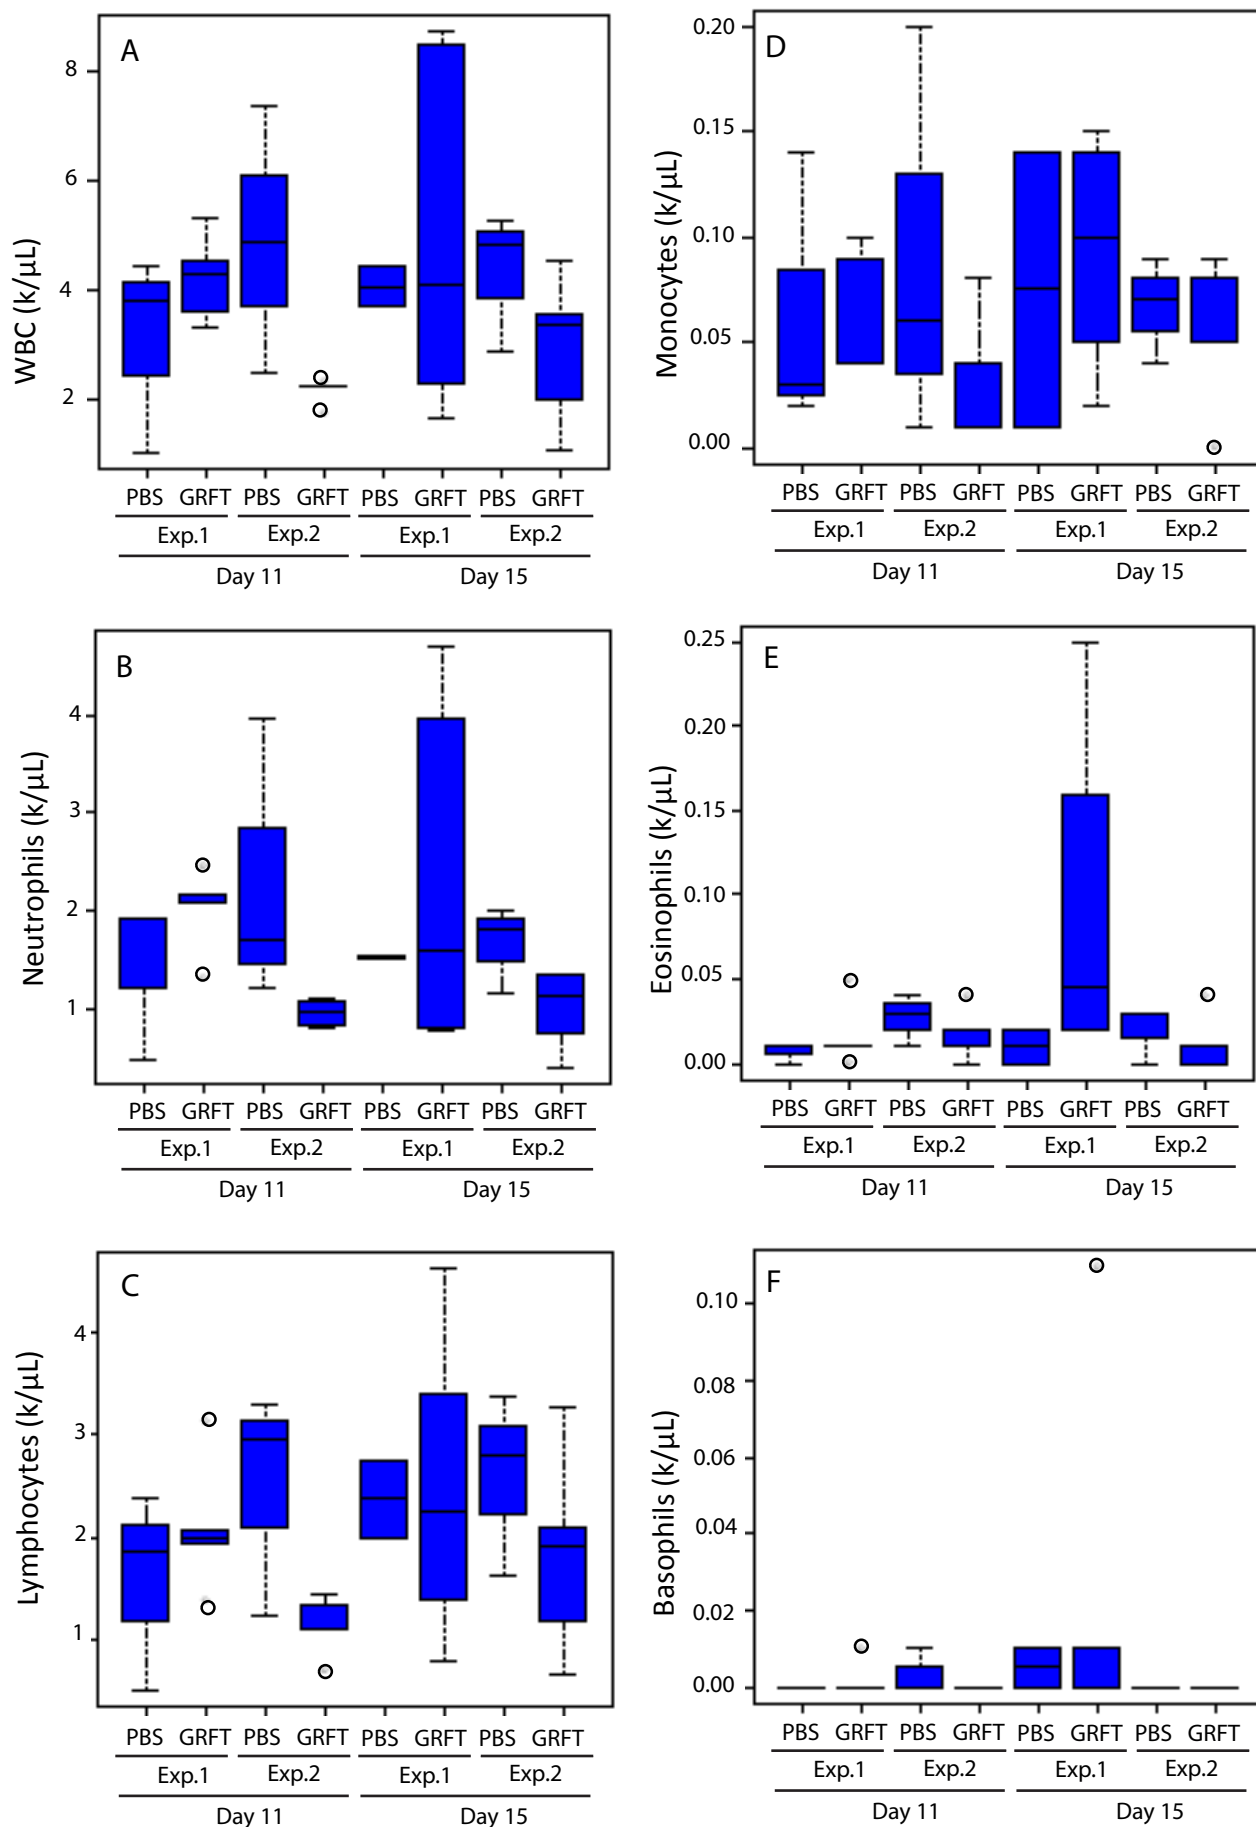 A
WBC (k/µL)
8
6
4
2
PBS GRFT PBS GRFT PBS GRFT PBS GRFT
Exp.1 Exp.2 Exp.1 Exp.2
Day 11 Day 15
D
Monocytes (k/µL)
0.20
0.15
0.10
0.05
0.00
PBS GRFT PBS GRFT PBS GRFT PBS GRFT
Exp.1 Exp.2 Exp.1 Exp.2
Day 11 Day 15
B
Neutrophils (k/µL)
4
3
2
1
PBS GRFT PBS GRFT PBS GRFT PBS GRFT
Exp.1 Exp.2 Exp.1 Exp.2
Day 11 Day 15
E
Eosinophils (k/µL)
0.25
0.20
0.15
0.10
0.05
0.00
PBS GRFT PBS GRFT PBS GRFT PBS GRFT
Exp.1 Exp.2 Exp.1 Exp.2
Day 11 Day 15
C
Lymphocytes (k/µL)
4
3
2
1
PBS GRFT PBS GRFT PBS GRFT PBS GRFT
Exp.1 Exp.2 Exp.1 Exp.2
Day 11 Day 15
F
Basophils (k/µL)
0.10
0.08
0.06
0.04
0.02
0.00
PBS GRFT PBS GRFT PBS GRFT PBS GRFT
Exp.1 Exp.2 Exp.1 Exp.2
Day 11 Day 15